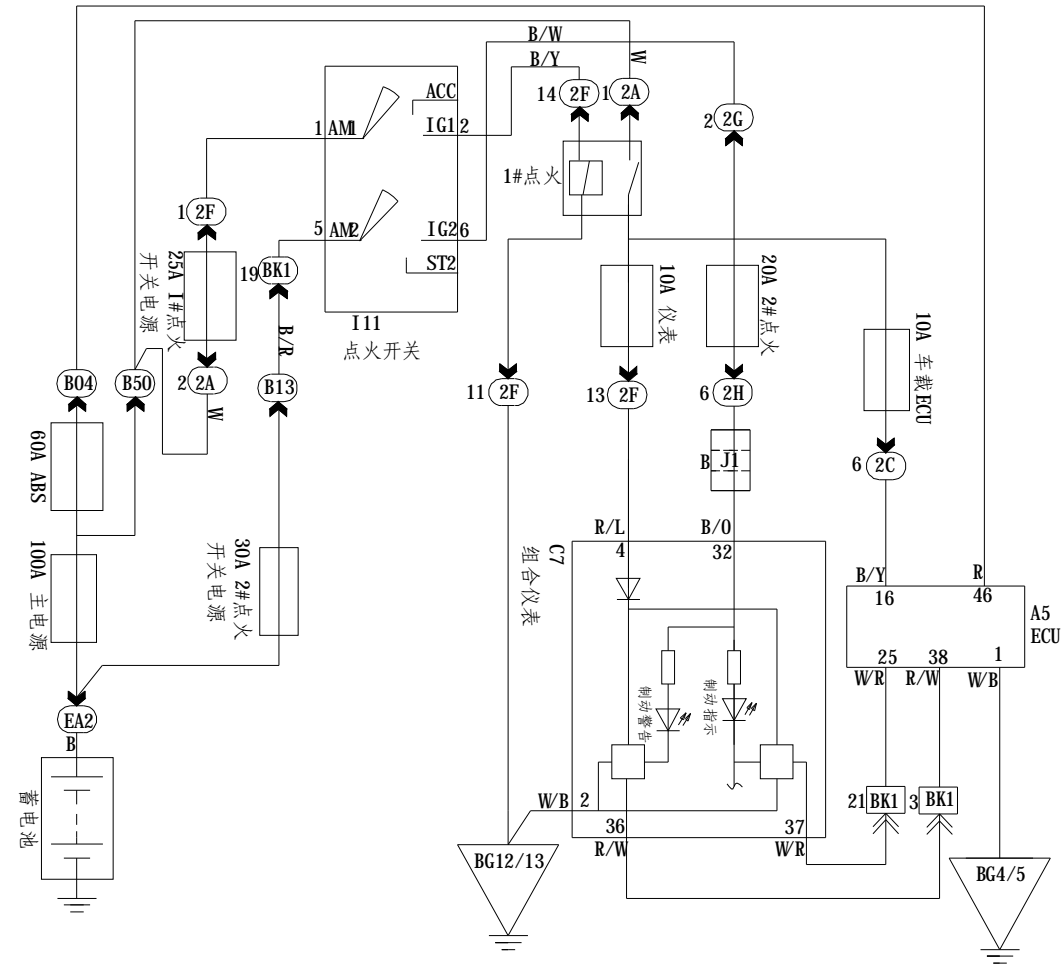 B/W
B/Y
W
ACC
14 2F
1 2A
2 2G
1 AM1
IG1 2
1#点火
1 2F
5 AM2
IG2 6
ST2
19 BK1
I11
点火开关
25A I#点火
开关电源
B/R
10A 仪表
20A 2#点火
10A 车载ECU
B04
B50
2 2A
W
B13
11 2F
13 2F
6 2H
60A ABS
B J1
6 2C
100A 主电源
30A 2#点火
开关电源
R/L
4
B/O
32
C7
组合仪表
B/Y
16
R
46
A5
ECU
25
38
1
W/R
R/W
W/B
制动警告
制动指示
EA2
B
蓄电池
W/B 2
36
37
R/W
W/R
21 BK1
3 BK1
BG12/13
BG4/5